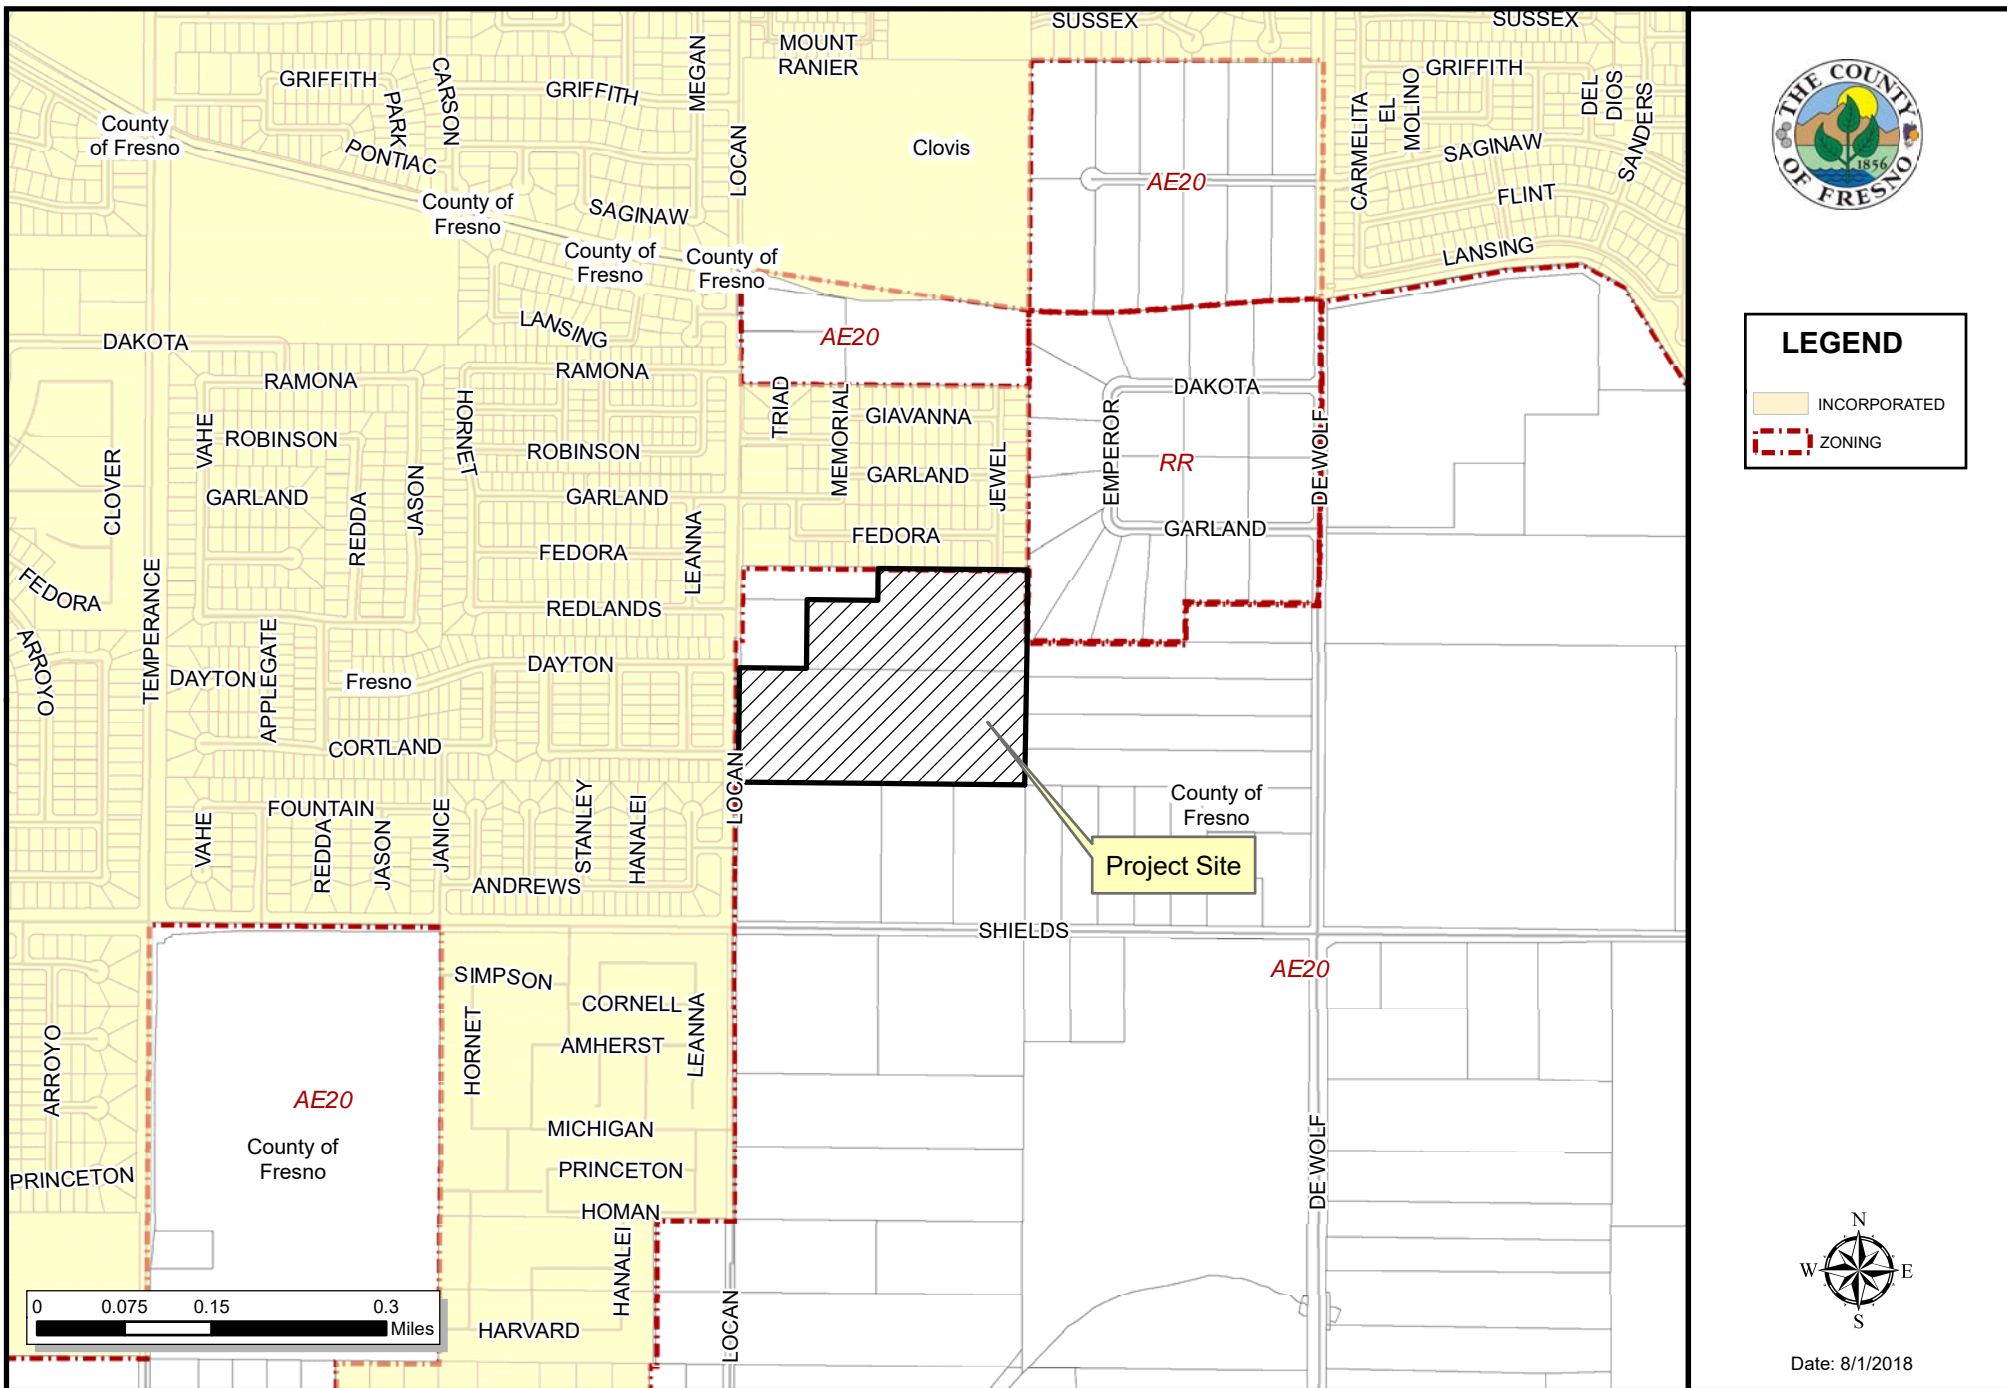 SUSSEX
SUSSEX
MOUNT
RANIER
MEGAN
GRIFFITH
PARK
CARSON
GRIFFITH
GRIFFITH
CARMELITA
EL
MOLINO
DEL
DIOS
SANDERS
County
of Fresno
PONTIAC
LOCAN
Clovis
AE20
SAGINAW
FLINT
LANSING
County of
Fresno
SAGINAW
County of
Fresno
County of
Fresno
DAKOTA
LANSING
AE20
RAMONA
RAMONA
HORNET
VAHE
ROBINSON
ROBINSON
TRIAD
MEMORIAL
GIAVANNA
GARLAND
JEWEL
EMPEROR
DAKOTA
RR
DE WOLF
GARLAND
CLOVER
GARLAND
REDDA
JASON
GARLAND
FEDORA
LEANNA
FEDORA
FEDORA
TEMPERANCE
REDLANDS
ARROYO
APPLEGATE
DAYTON
Fresno
DAYTON
CORTLAND
LOCAN
FOUNTAIN
VAHE
REDDA
JASON
JANICE
STANLEY
HANALEI
ANDREWS
County of
Fresno
Project Site
SHIELDS
AE20
SIMPSON
CORNELL
HORNET
AMHERST
LEANNA
ARROYO
AE20
County of
Fresno
MICHIGAN
PRINCETON
PRINCETON
HOMAN
HANALEI
DE WOLF
LOCAN
HARVARD
0 0.075 0.15 0.3
Miles
THE COUNTY
OF FRESNO
1856
LEGEND
INCORPORATED
ZONING
N
W E
S
Date: 8/1/2018